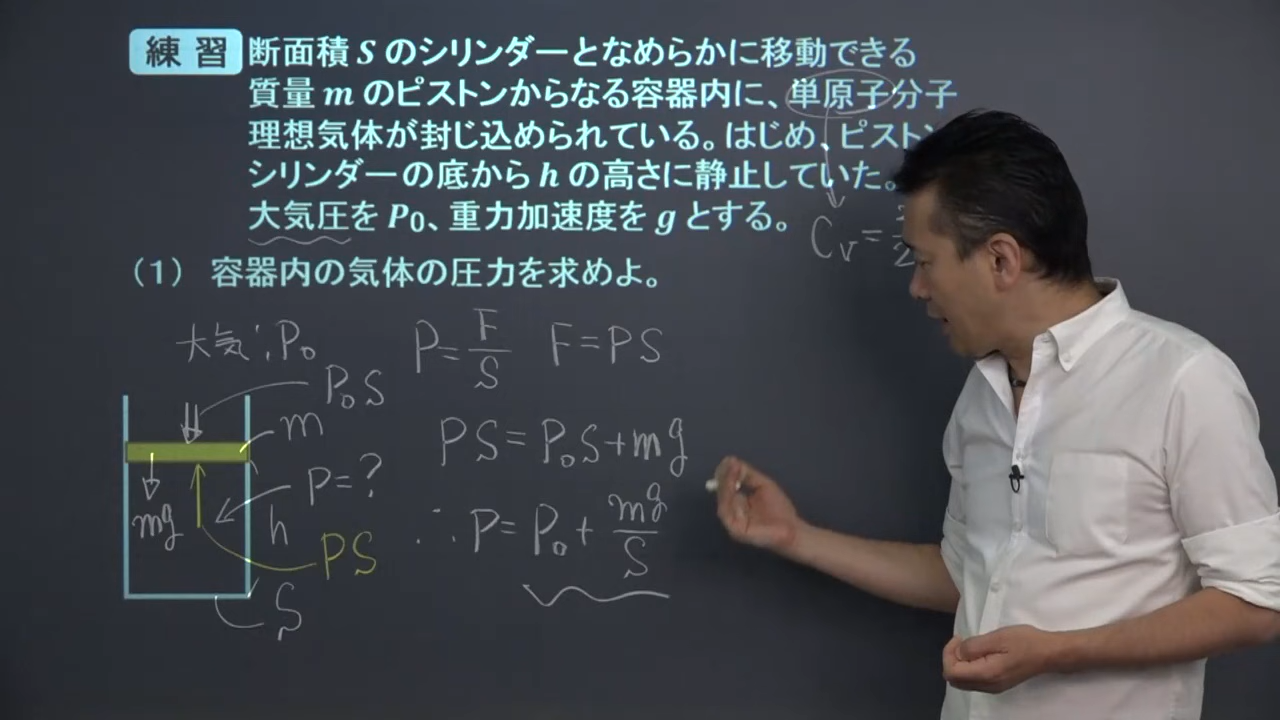 練習 断面積 S のシリンダーとなめらかに移動できる
質量 m のピストンからなる容器内に、単原子分子
理想気体が封じ込められている。はじめ、ピストン
シリンダーの底から h の高さに静止していた。
大気圧を P₀、重力加速度を g とする。
Cv =
(1) 容器内の気体の圧力を求めよ。
大気:P₀
P=F/S F=PS
P₀S
m
PS=P₀S+mg
P=?
mg
h
∴P=P₀+mg/S
PS
S